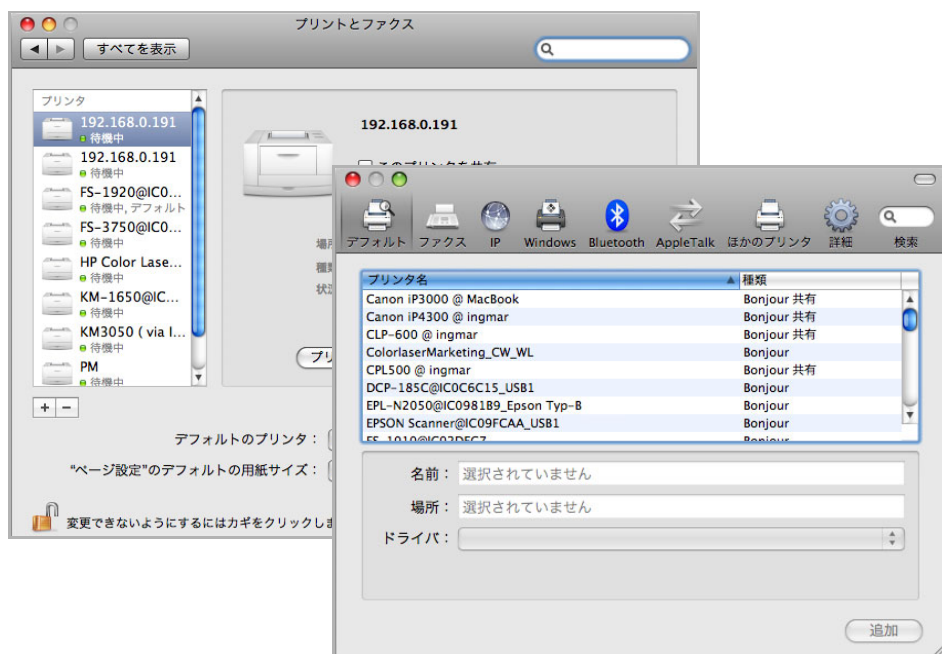 プリントとファクス
すべてを表示
プリンタ
192.168.0.191
待機中
192.168.0.191
待機中
FS-1920@IC0...
待機中, デフォルト
FS-3750@IC0...
待機中
HP Color Lase...
待機中
KM-1650@IC...
待機中
KM3050 ( via I...
待機中
PM
待機中
+ −
192.168.0.191
このプリンタを共有
デフォルトのプリンタ：
“ページ設定”のデフォルトの用紙サイズ：
変更できないようにするにはカギをクリックしま
デフォルト ファクス IP Windows Bluetooth AppleTalk ほかのプリンタ 詳細 検索
プリンタ名 種類
Canon iP3000 @ MacBook Bonjour 共有
Canon iP4300 @ ingmar Bonjour 共有
CLP-600 @ ingmar Bonjour 共有
ColorlaserMarketing_CW_WL Bonjour
CPL500 @ ingmar Bonjour 共有
DCP-185C@IC0C6C15_USB1 Bonjour
EPL-N2050@IC0981B9_Epson Typ-B Bonjour
EPSON Scanner@IC09FCAA_USB1 Bonjour
名前： 選択されていません
場所： 選択されていません
ドライバ：
追加